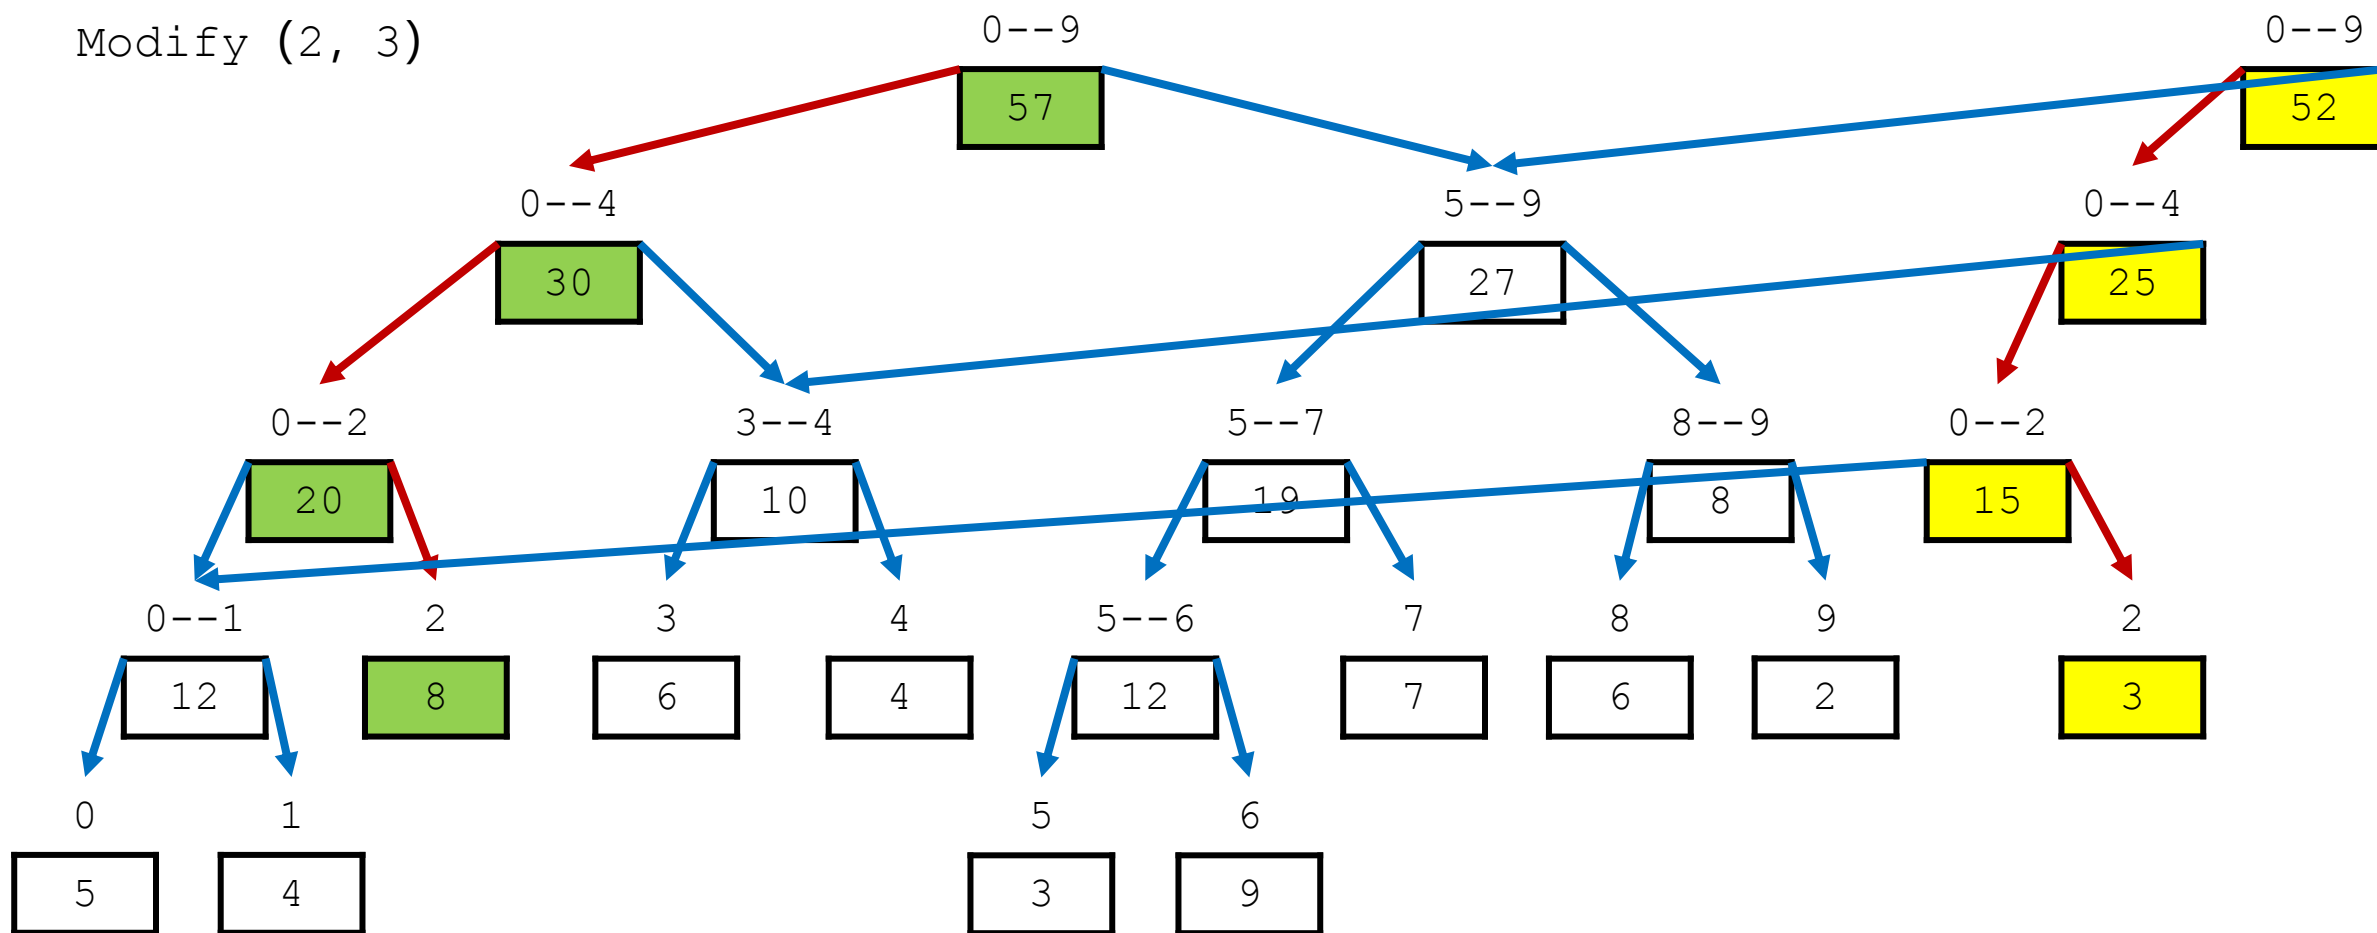 Modify (2, 3)
0--9 0--9
57 52
0--4 5--9 0--4
30 27 25
0--2 3--4 5--7 8--9 0--2
20 10 19 8 15
0--1 2 3 4 5--6 7 8 9 2
12 8 6 4 12 7 6 2 3
0 1 5 6
5 4 3 9